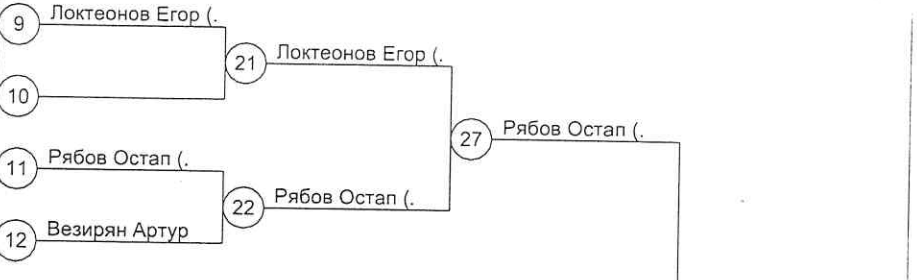 9 Локтеонов Егор (.
21 Локтеонов Егор (.
10
27 Рябов Остап (.
11 Рябов Остап (.
22 Рябов Остап (.
12 Везирян Артур